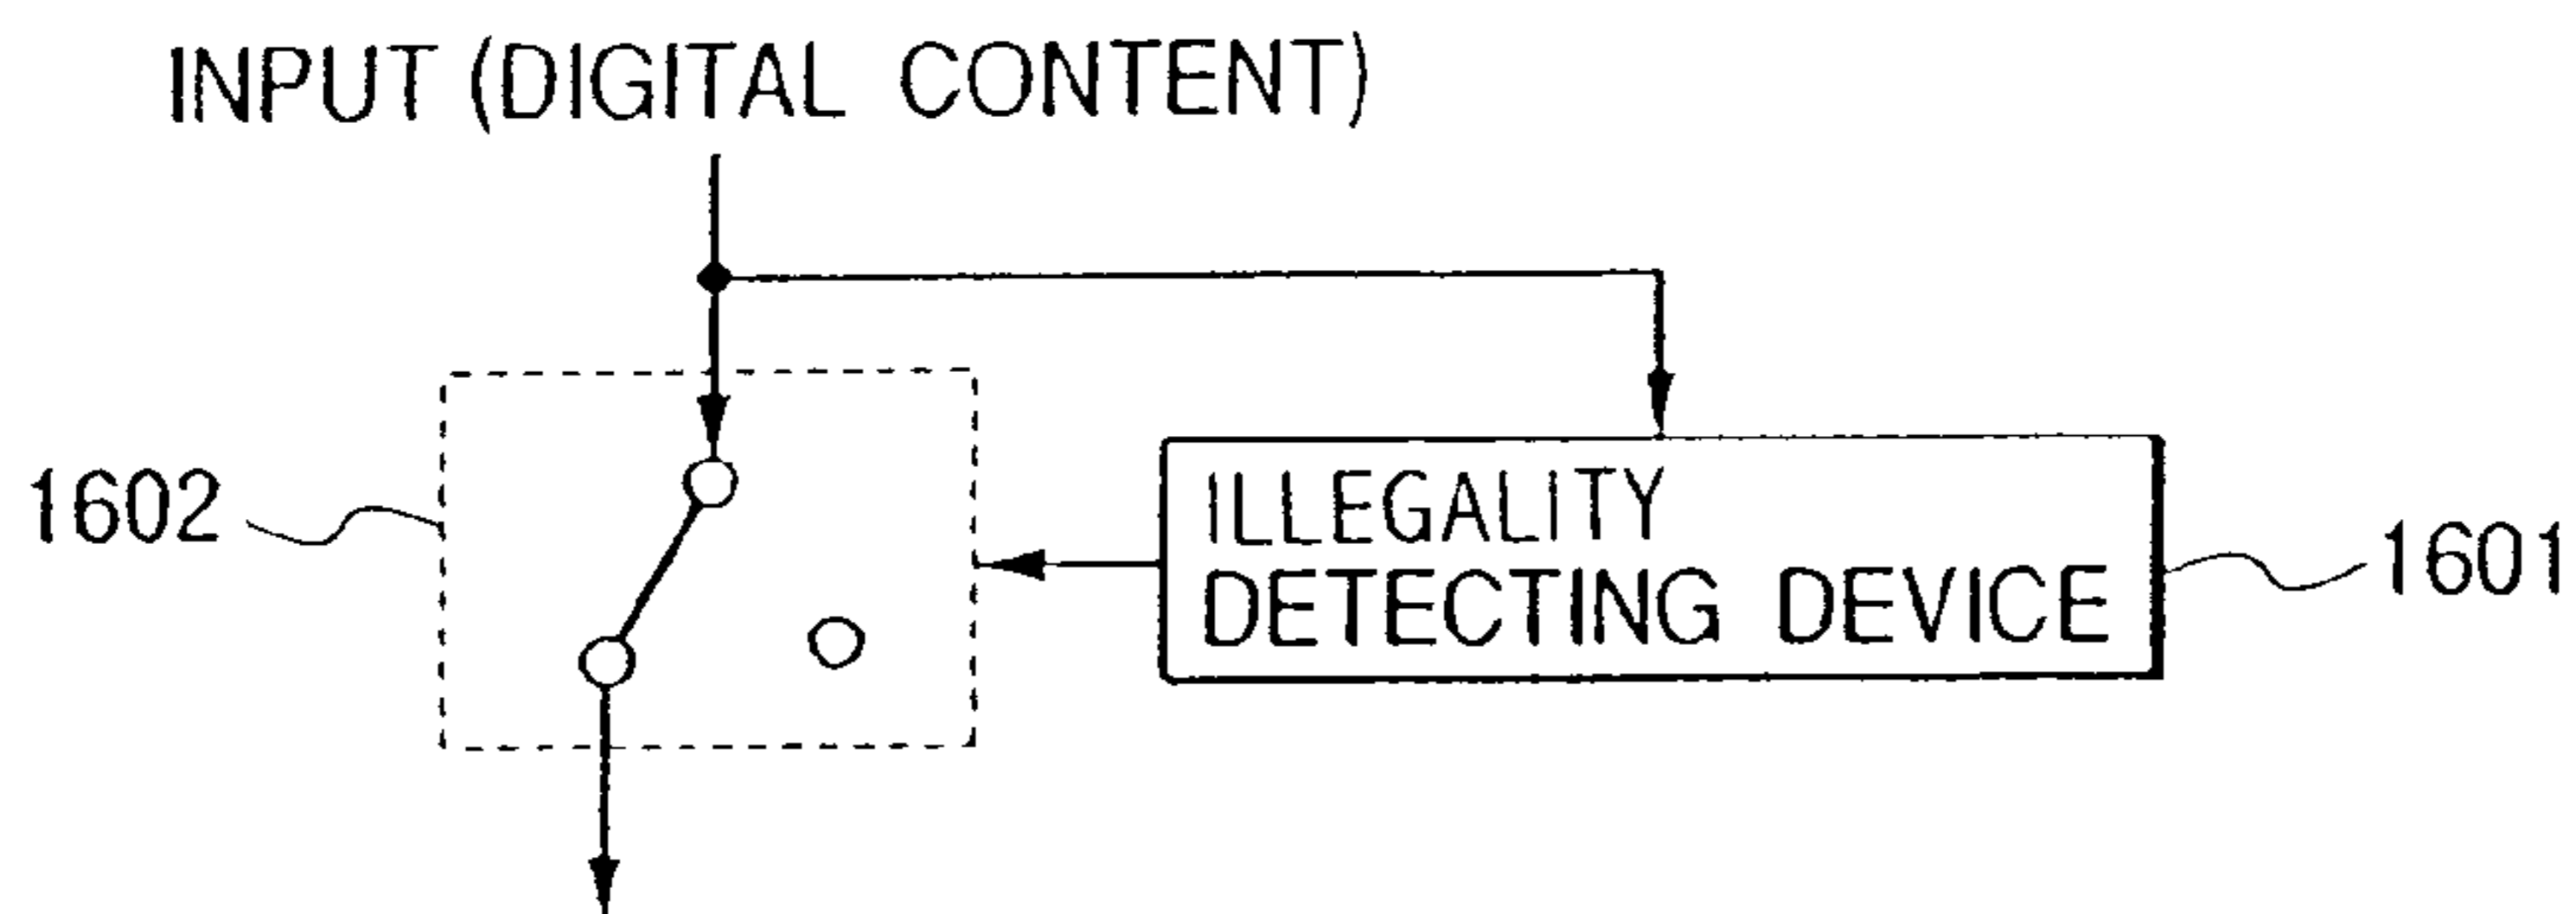 INPUT (DIGITAL CONTENT)
1602
ILLEGALITY
DETECTING DEVICE
1601